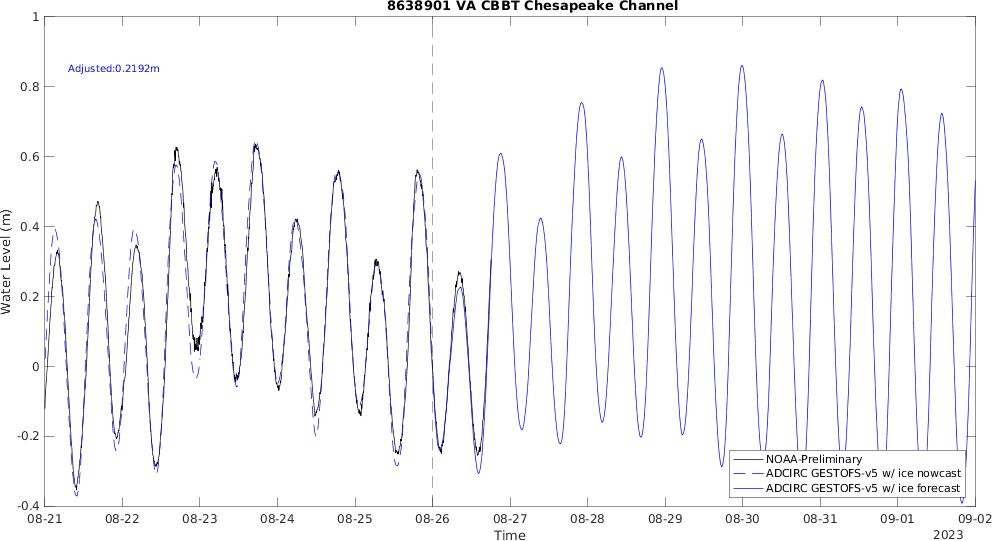 8638901 VA CBBT Chesapeake Channel
Adjusted:0.2192m
Water Level (m)
1
0.8
0.6
0.4
0.2
0
-0.2
-0.4
NOAA-Preliminary
ADCIRC GESTOFS-v5 w/ ice nowcast
ADCIRC GESTOFS-v5 w/ ice forecast
08-21 08-22 08-23 08-24 08-25 08-26 08-27 08-28 08-29 08-30 08-31 09-01 09-02
Time
2023